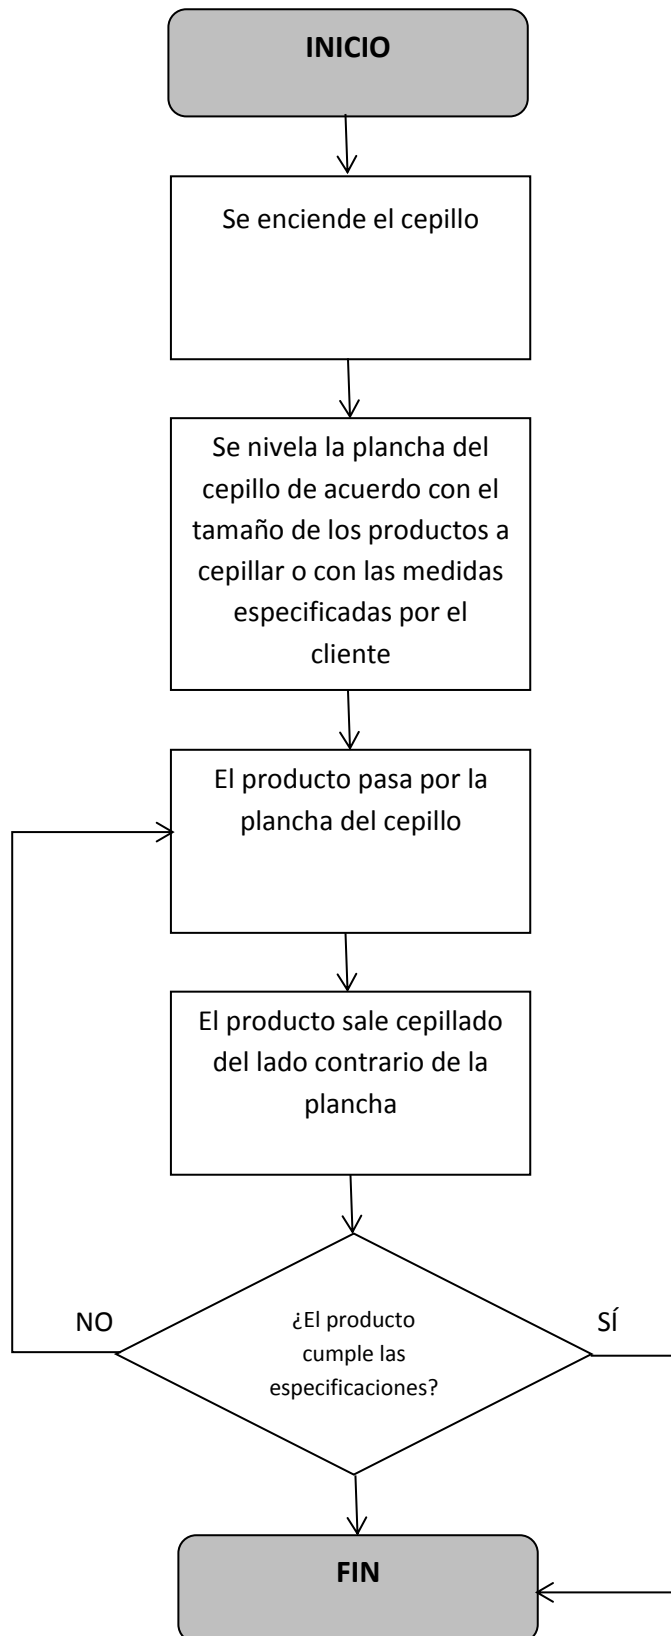 INICIO
Se enciende el cepillo
Se nivela la plancha del
cepillo de acuerdo con el
tamaño de los productos a
cepillar o con las medidas
especificadas por el
cliente
El producto pasa por la
plancha del cepillo
El producto sale cepillado
del lado contrario de la
plancha
NO
¿El producto
cumple las
especificaciones?
SÍ
FIN